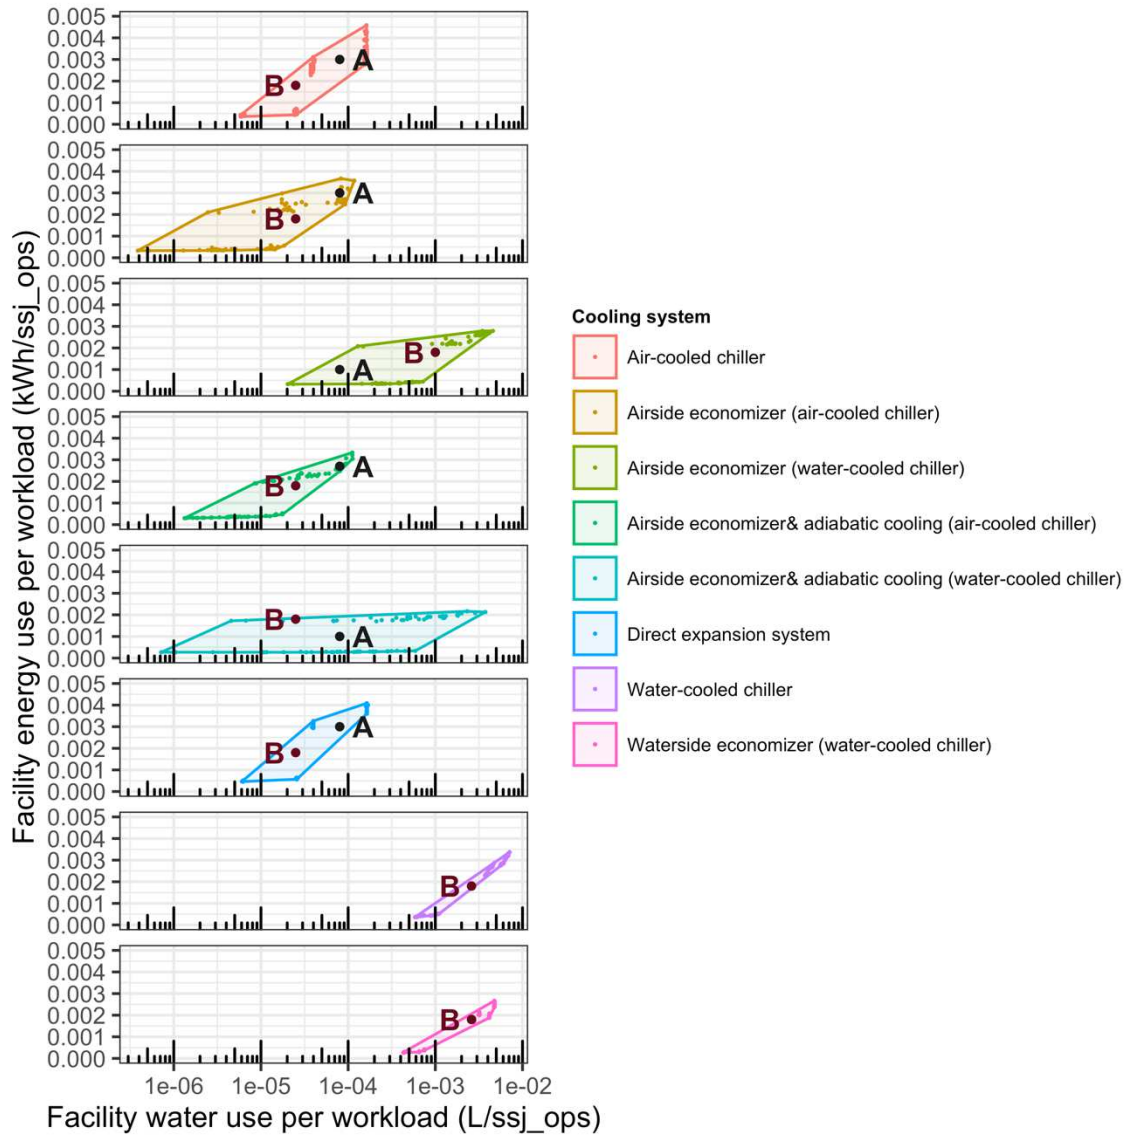 0.005
0.004
0.003 A
0.002 B
0.001
0.000
0.005
0.004
0.003 A
0.002 B
0.001
0.000
0.005
0.004
0.003
0.002 B
0.001 A
0.000
0.005
0.004
0.003 A
0.002 B
0.001
0.000
0.005
0.004
0.003
0.002 B
0.001 A
0.000
0.005
0.004
0.003 A
0.002 B
0.001
0.000
0.005
0.004
0.003
0.002 B
0.001
0.000
0.005
0.004
0.003
0.002 B
0.001
0.000
1e-06 1e-05 1e-04 1e-03 1e-02
Facility water use per workload (L/ssj_ops)
Facility energy use per workload (kWh/ssj_ops)
Cooling system
Air-cooled chiller
Airside economizer (air-cooled chiller)
Airside economizer (water-cooled chiller)
Airside economizer& adiabatic cooling (air-cooled chiller)
Airside economizer& adiabatic cooling (water-cooled chiller)
Direct expansion system
Water-cooled chiller
Waterside economizer (water-cooled chiller)